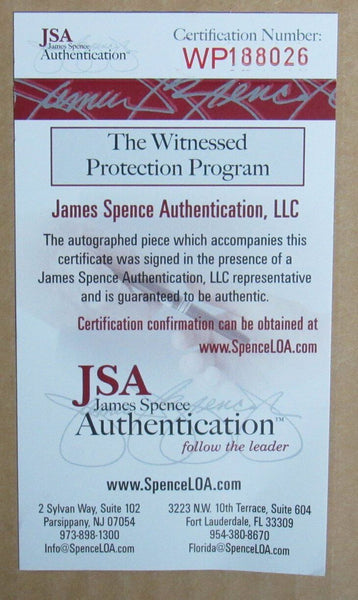 JSA
James Spence
Authentication
Certification Number:
WP188026
James Spence
The Witnessed
Protection Program
James Spence Authentication, LLC
The autographed piece which accompanies this
certificate was signed in the presence of a
James Spence Authentication, LLC representative
and is guaranteed to be authentic.
Certification confirmation can be obtained at
www.SpenceLOA.com
JSA
James Spence
Authentication™
follow the leader
www.SpenceLOA.com
2 Sylvan Way, Suite 102
Parsippany, NJ 07054
973-898-1300
Info@SpenceLOA.com
3223 N.W. 10th Terrace, Suite 604
Fort Lauderdale, FL 33309
954-380-8670
Florida@SpenceLOA.com